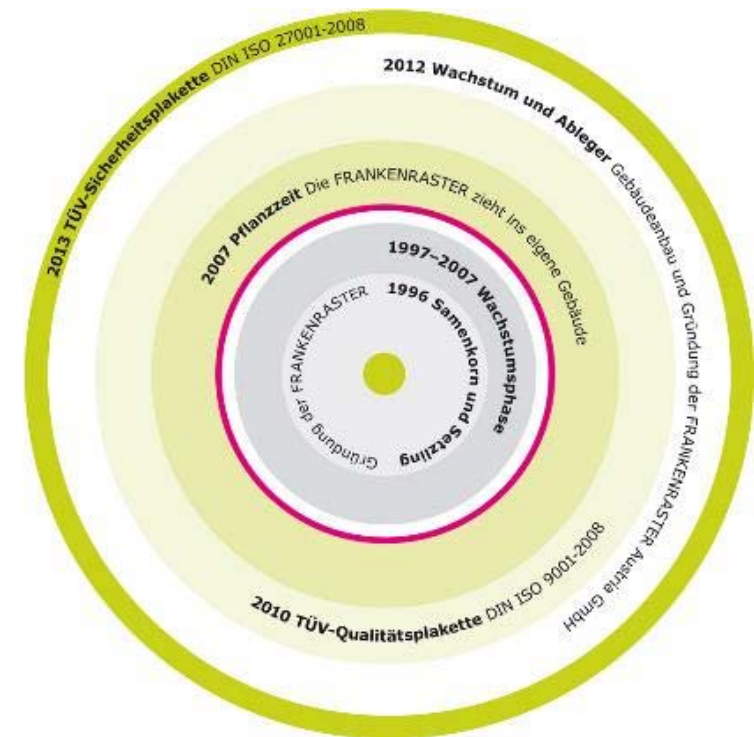 2013 TÜV-Sicherheitsplakette DIN ISO 27001-2008
2012 Wachstum und Ableger Gebäudeanbau und Gründung der FRANKENRASTER Austria GmbH
2007 Pflanzzeit Die FRANKENRASTER zieht ins eigene Gebäude
1997–2007 Wachstumsphase
1996 Samenkorn und Setzling
Gründung der FRANKENRASTER
2010 TÜV-Qualitätsplakette DIN ISO 9001-2008